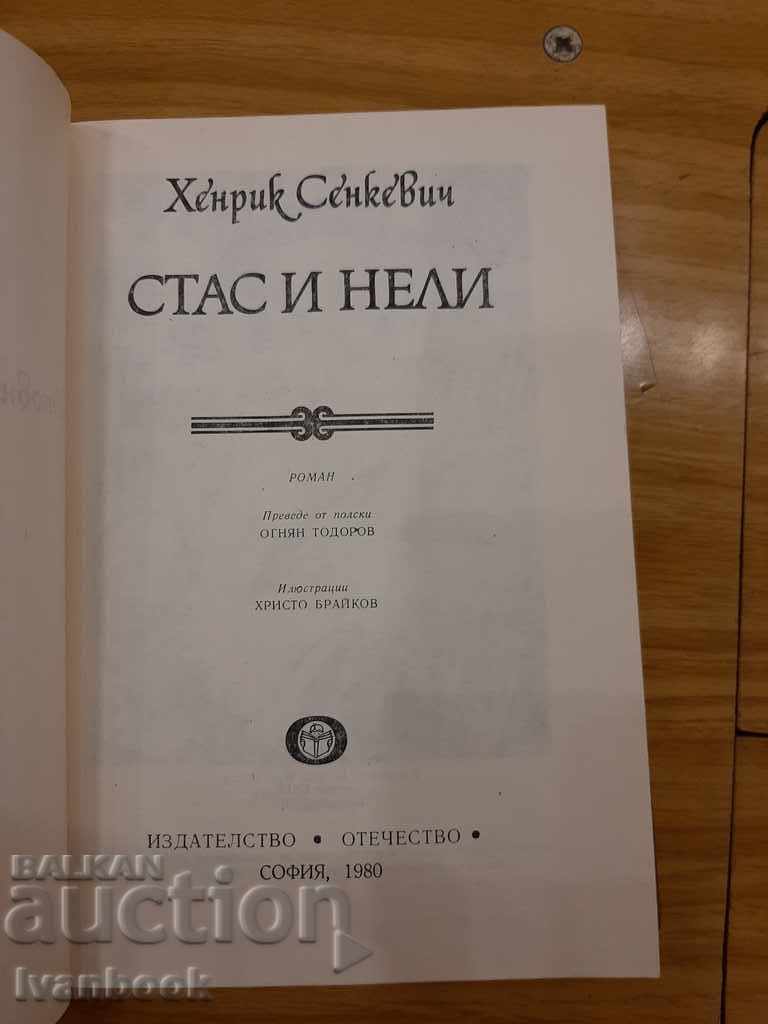 Хенрик Сенкевич
СТАС И НЕЛИ
РОМАН
Преведе от полски
ОГНЯН ТОДОРОВ
Илюстрации
ХРИСТО БРАЙКОВ
ИЗДАТЕЛСТВО • ОТЕЧЕСТВО •
СОФИЯ, 1980
BALKAN
auction
Ivanbook